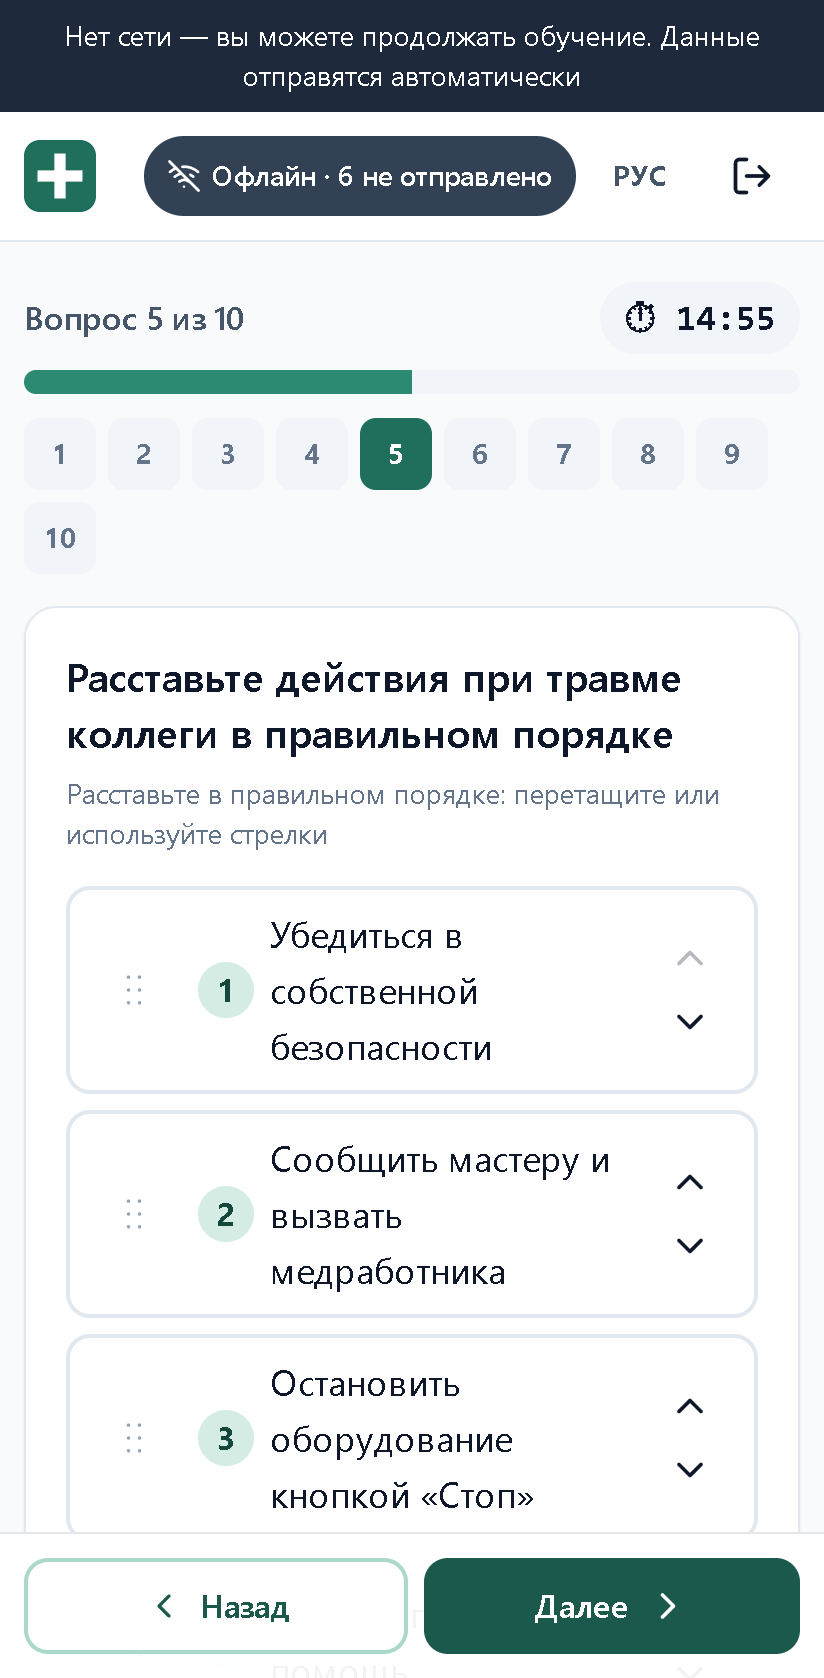 Нет сети — вы можете продолжать обучение. Данные
отправятся автоматически
Офлайн · 6 не отправлено
РУС
Вопрос 5 из 10
14:55
1 2 3 4 5 6 7 8 9
10
Расставьте действия при травме
коллеги в правильном порядке
Расставьте в правильном порядке: перетащите или
используйте стрелки
1
Убедиться в
собственной
безопасности
2
Сообщить мастеру и
вызвать
медработника
3
Остановить
оборудование
кнопкой «Стоп»
Назад
Далее
помощь